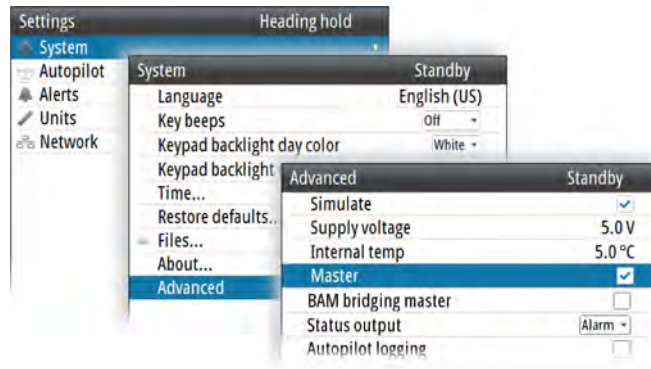 Settings Heading hold
System
Autopilot
Alerts
Units
Network
System Standby
Language English (US)
Key beeps Off
Keypad backlight day color White
Keypad backlight
Time...
Restore defaults..
Files...
About...
Advanced
Advanced Standby
Simulate
Supply voltage 5.0 V
Internal temp 5.0 °C
Master
BAM bridging master
Status output Alarm
Autopilot logging